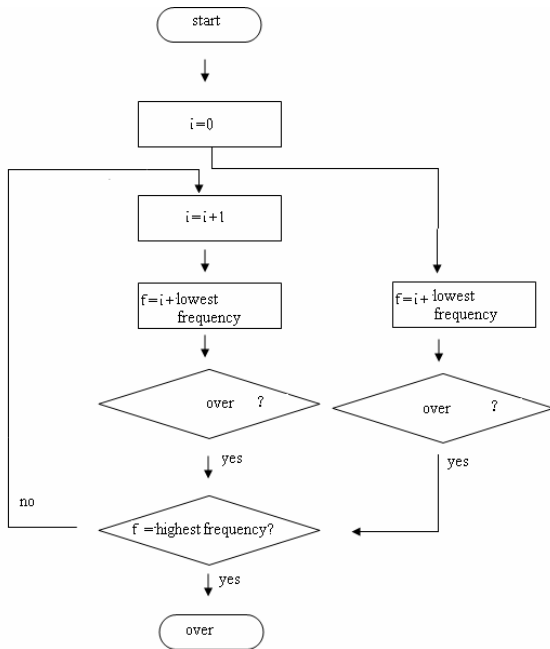 start
i=0
i=i+1
f=i+lowest
frequency
f=i+ lowest
frequency
over ?
over ?
yes
yes
no
f =highest frequency?
yes
over